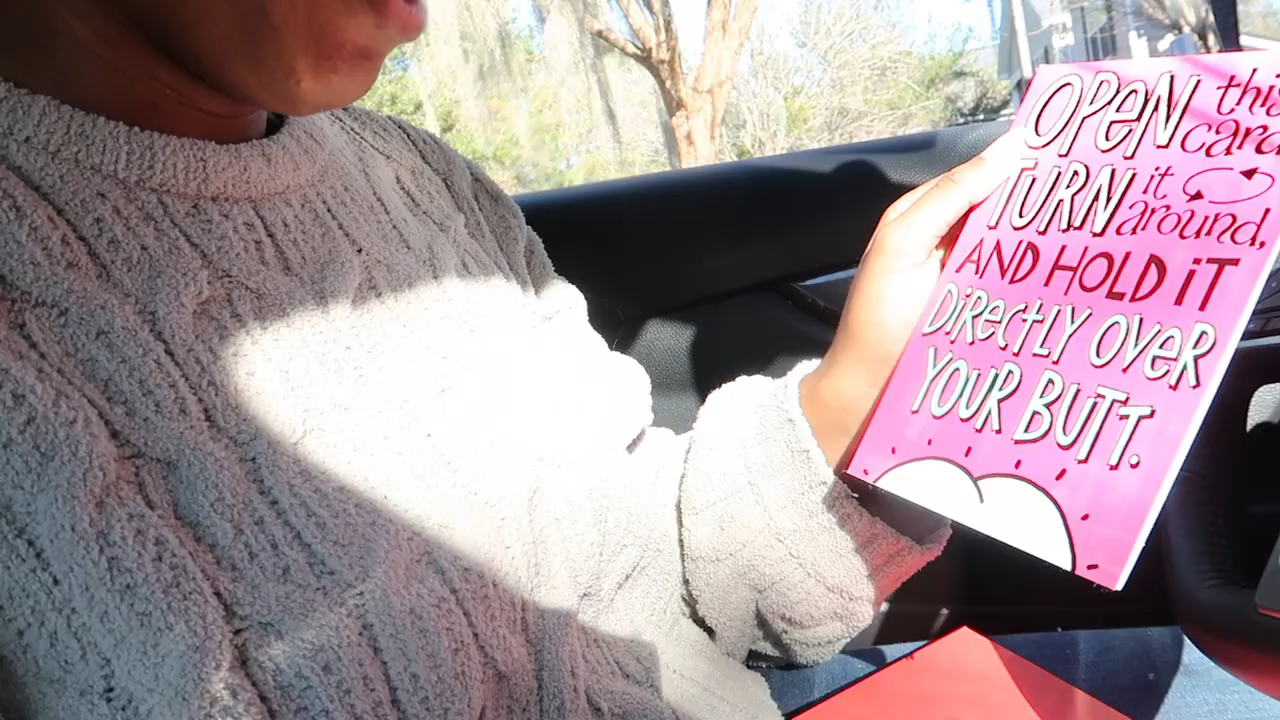 OPEN this
card
TURN it
around,
AND HOLD iT
DiRectLY OVeR
YOUR BUTT.